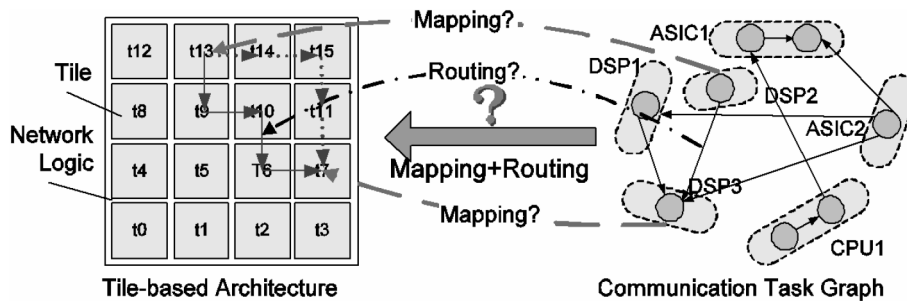 Mapping?
ASIC1
t12 t13 t14 t15
Tile
Routing?
DSP1
DSP2
t8 t9 t10 t11
Network
Logic
ASIC2
Mapping+Routing
t4 t5 T6 t7
DSP3
Mapping?
t0 t1 t2 t3
CPU1
?
Tile-based Architecture
Communication Task Graph